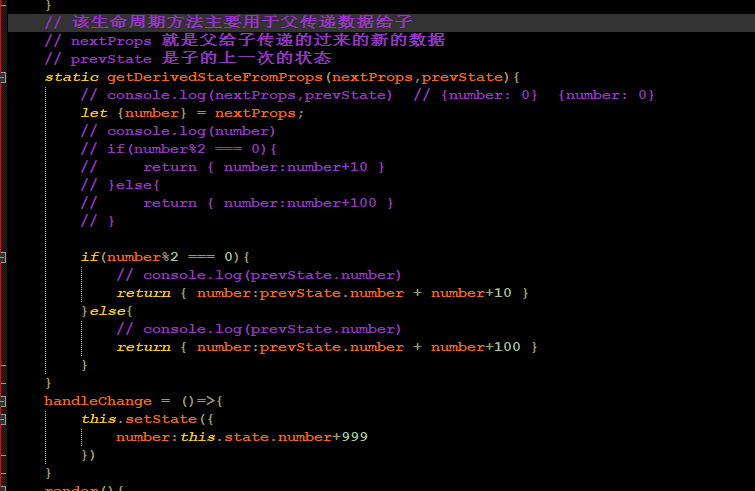 }
// 该生命周期方法主要用于父传递数据给子
// nextProps 就是父给子传递的过来的新的数据
// prevState 是子的上一次的状态
static getDerivedStateFromProps(nextProps,prevState){
// console.log(nextProps,prevState)  // {number: 0}  {number: 0}
let {number} = nextProps;
// console.log(number)
// if(number%2 === 0){
//     return { number:number+10 }
// }else{
//     return { number:number+100 }
// }
if(number%2 === 0){
// console.log(prevState.number)
return { number:prevState.number + number+10 }
}else{
// console.log(prevState.number)
return { number:prevState.number + number+100 }
}
}
handleChange = ()=>{
this.setState({
number:this.state.number+999
})
}
render(){